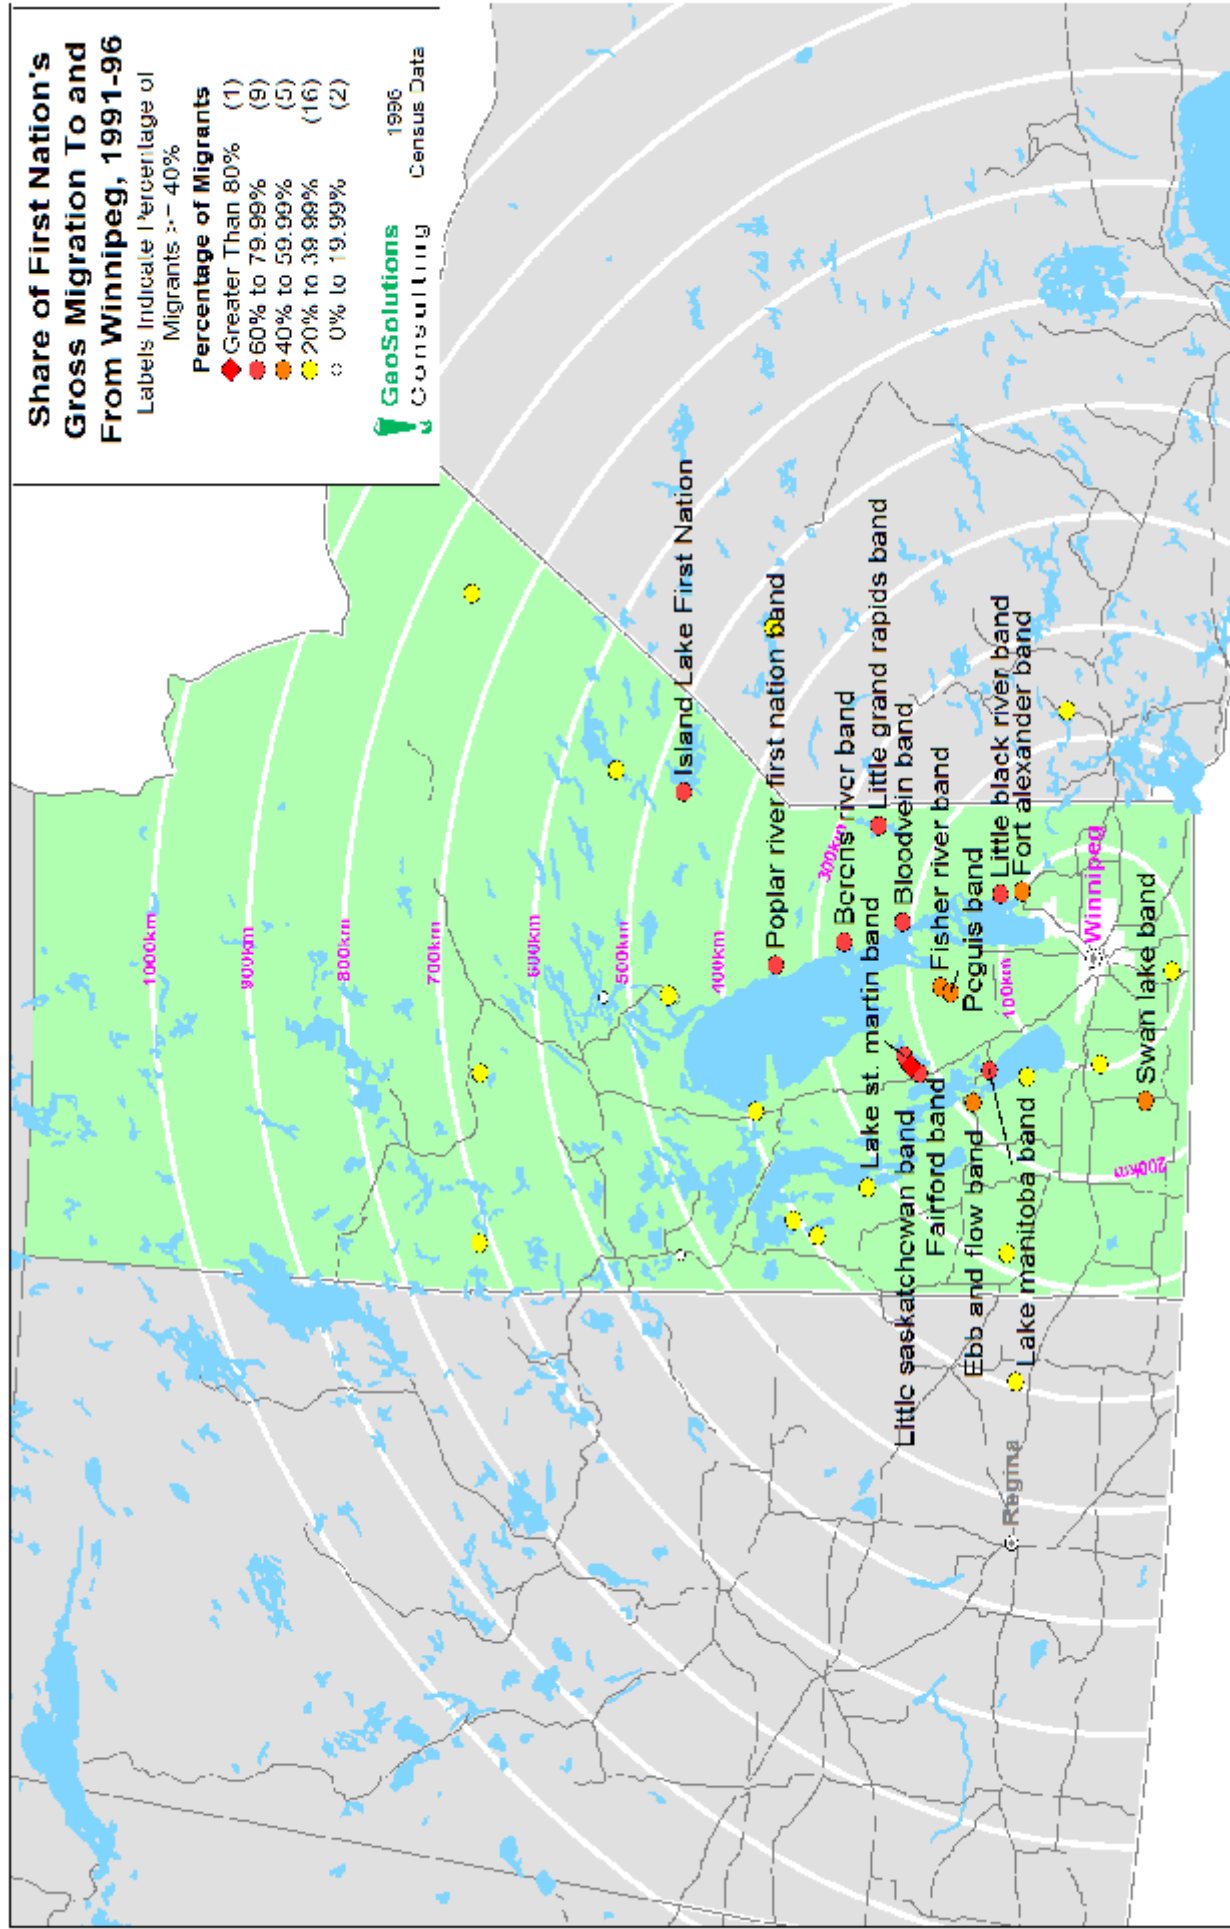 Share of First Nation's
Gross Migration To and
From Winnipeg, 1991-96
Labels Indicate Percentage of
Migrants >= 40%
Percentage of Migrants
Greater Than 80% (1)
60% to 79.99% (9)
40% to 59.99% (5)
20% to 39.99% (16)
0% to 19.99% (2)
GaoSolutions
Consulting
1996
Census Data
1000km
900km
800km
700km
600km
500km
400km
300km
200km
100km
Island Lake First Nation
Poplar river first nation band
Berens river band
Little grand rapids band
Bloodvein band
Fisher river band
Peguis band
Little black river band
Fort alexander band
Winnipeg
Swan lake band
Lake st. martin band
Little saskatchewan band
Fairford band
Ebb and flow band
Lake manitoba band
Regina